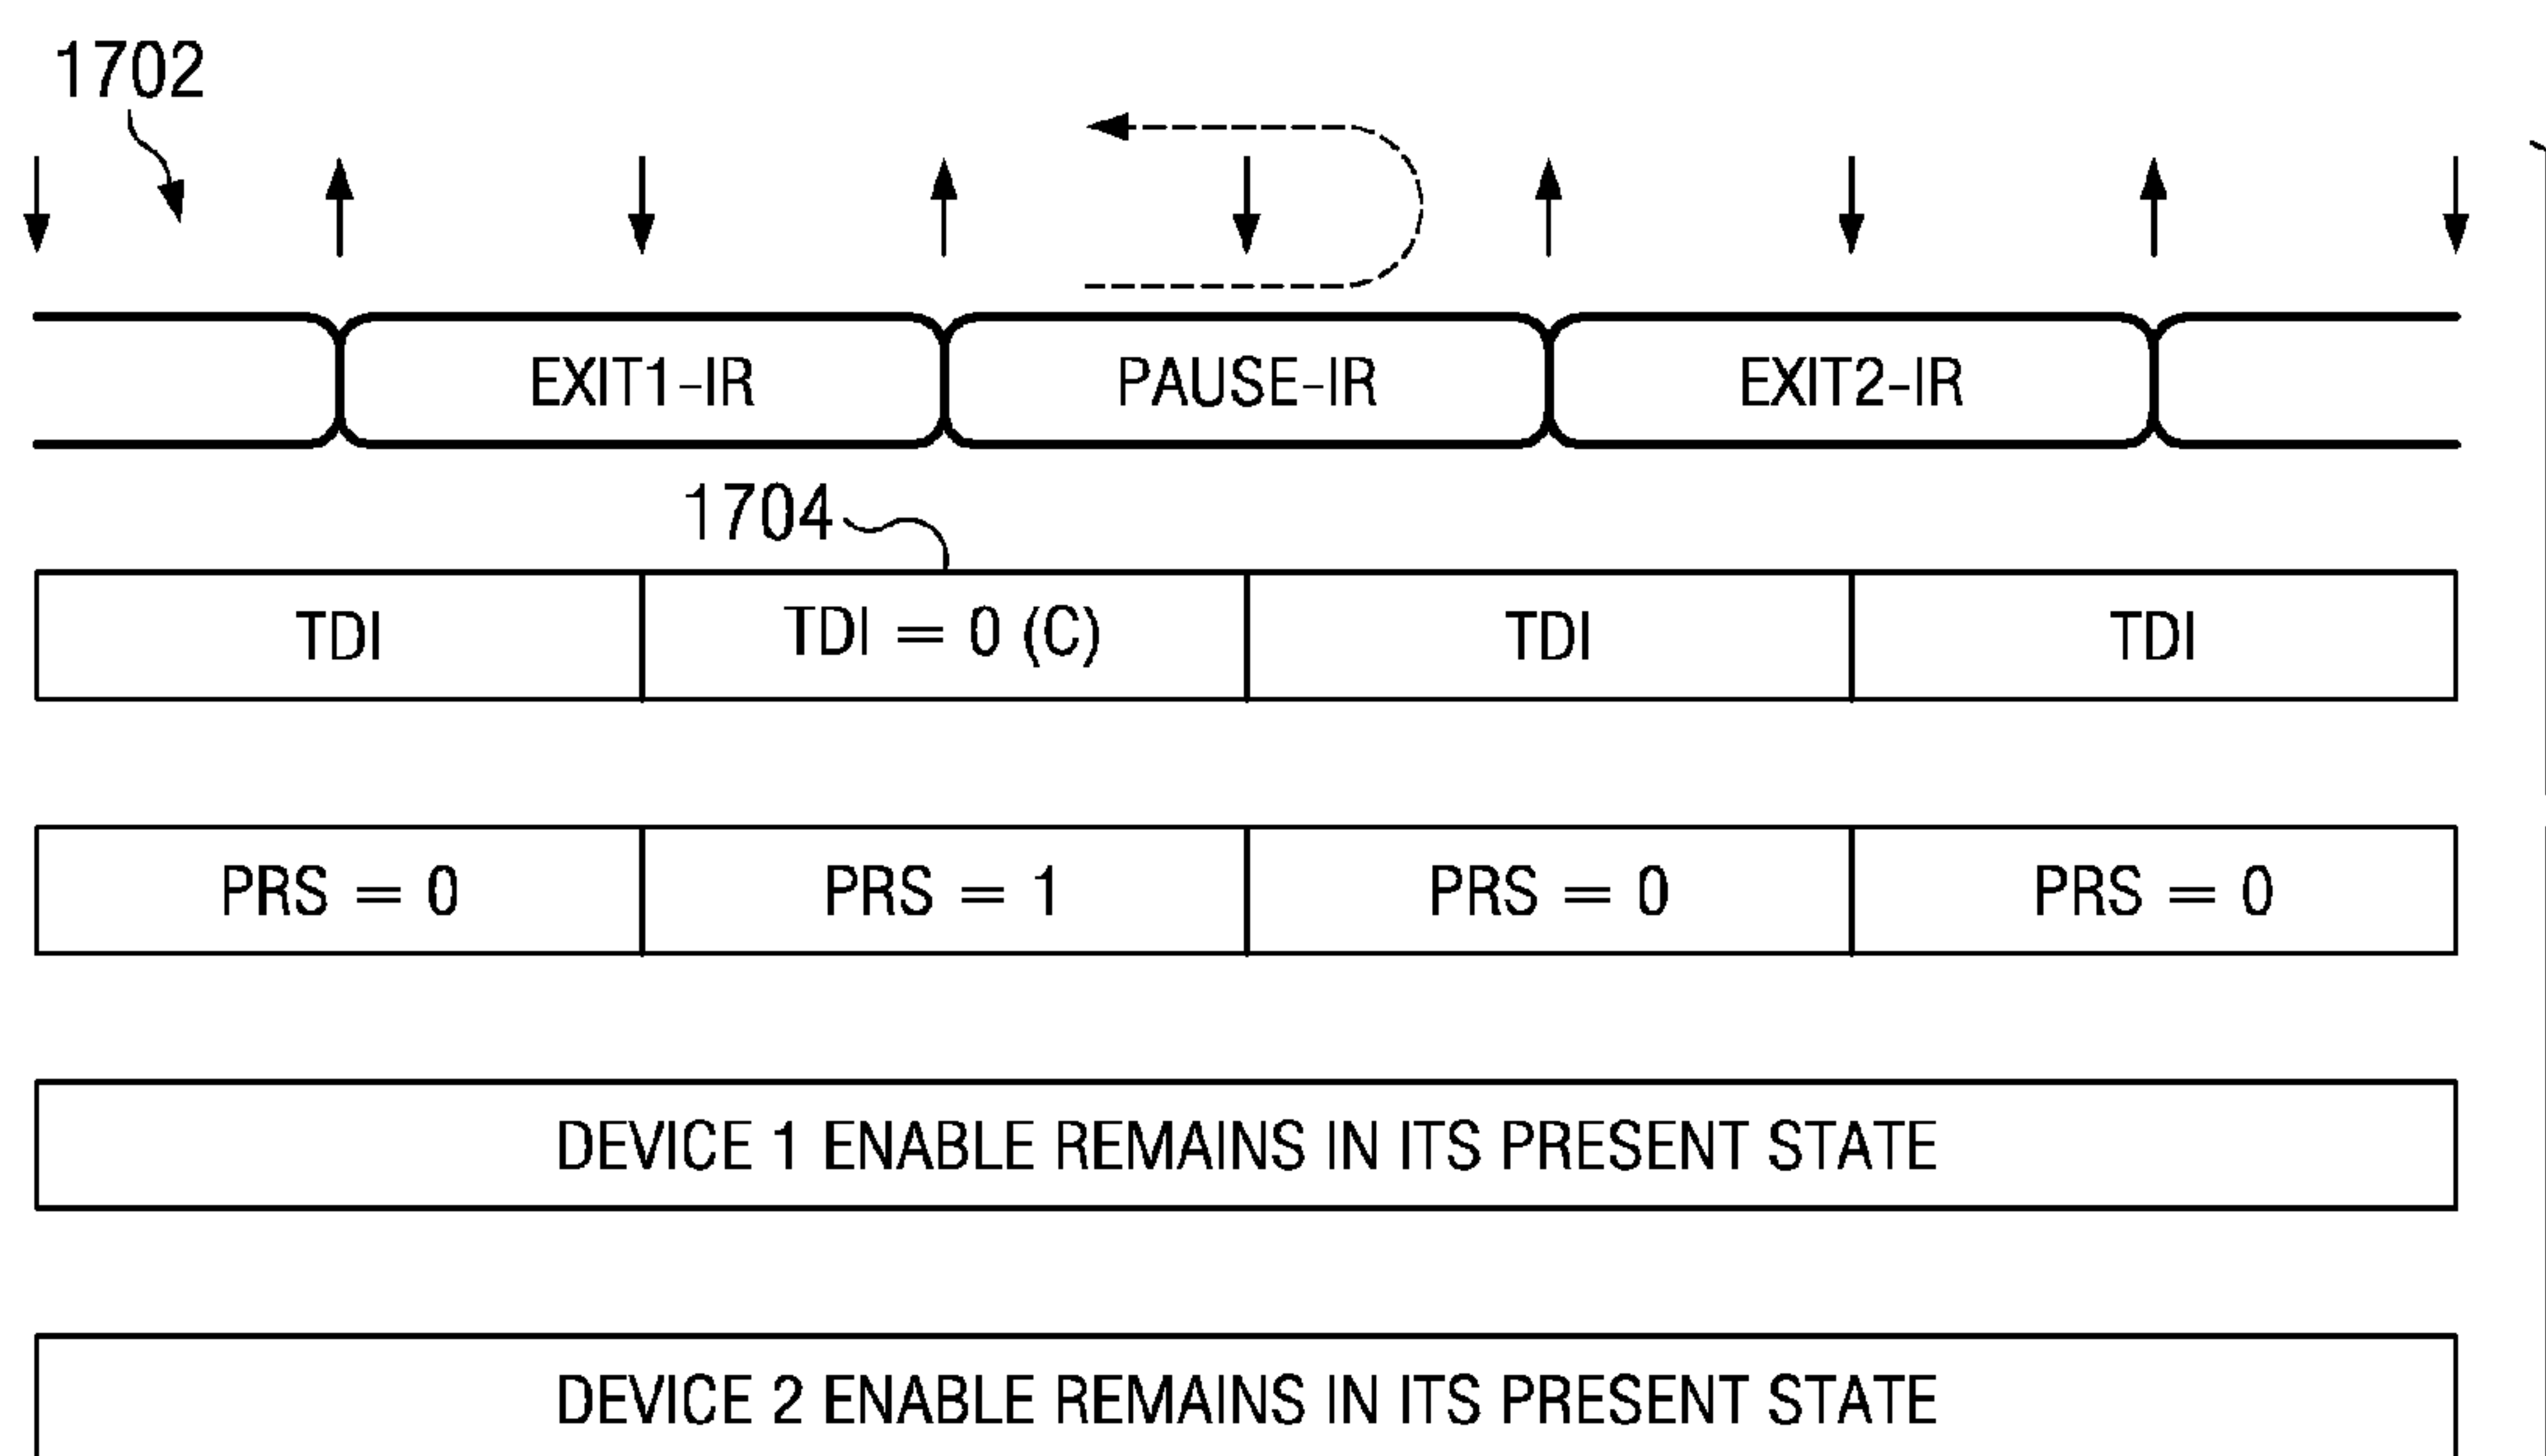 1702
EXIT1-IR PAUSE-IR EXIT2-IR
1704
TDI TDI = 0 (C) TDI TDI
PRS = 0 PRS = 1 PRS = 0 PRS = 0
DEVICE 1 ENABLE REMAINS IN ITS PRESENT STATE
DEVICE 2 ENABLE REMAINS IN ITS PRESENT STATE